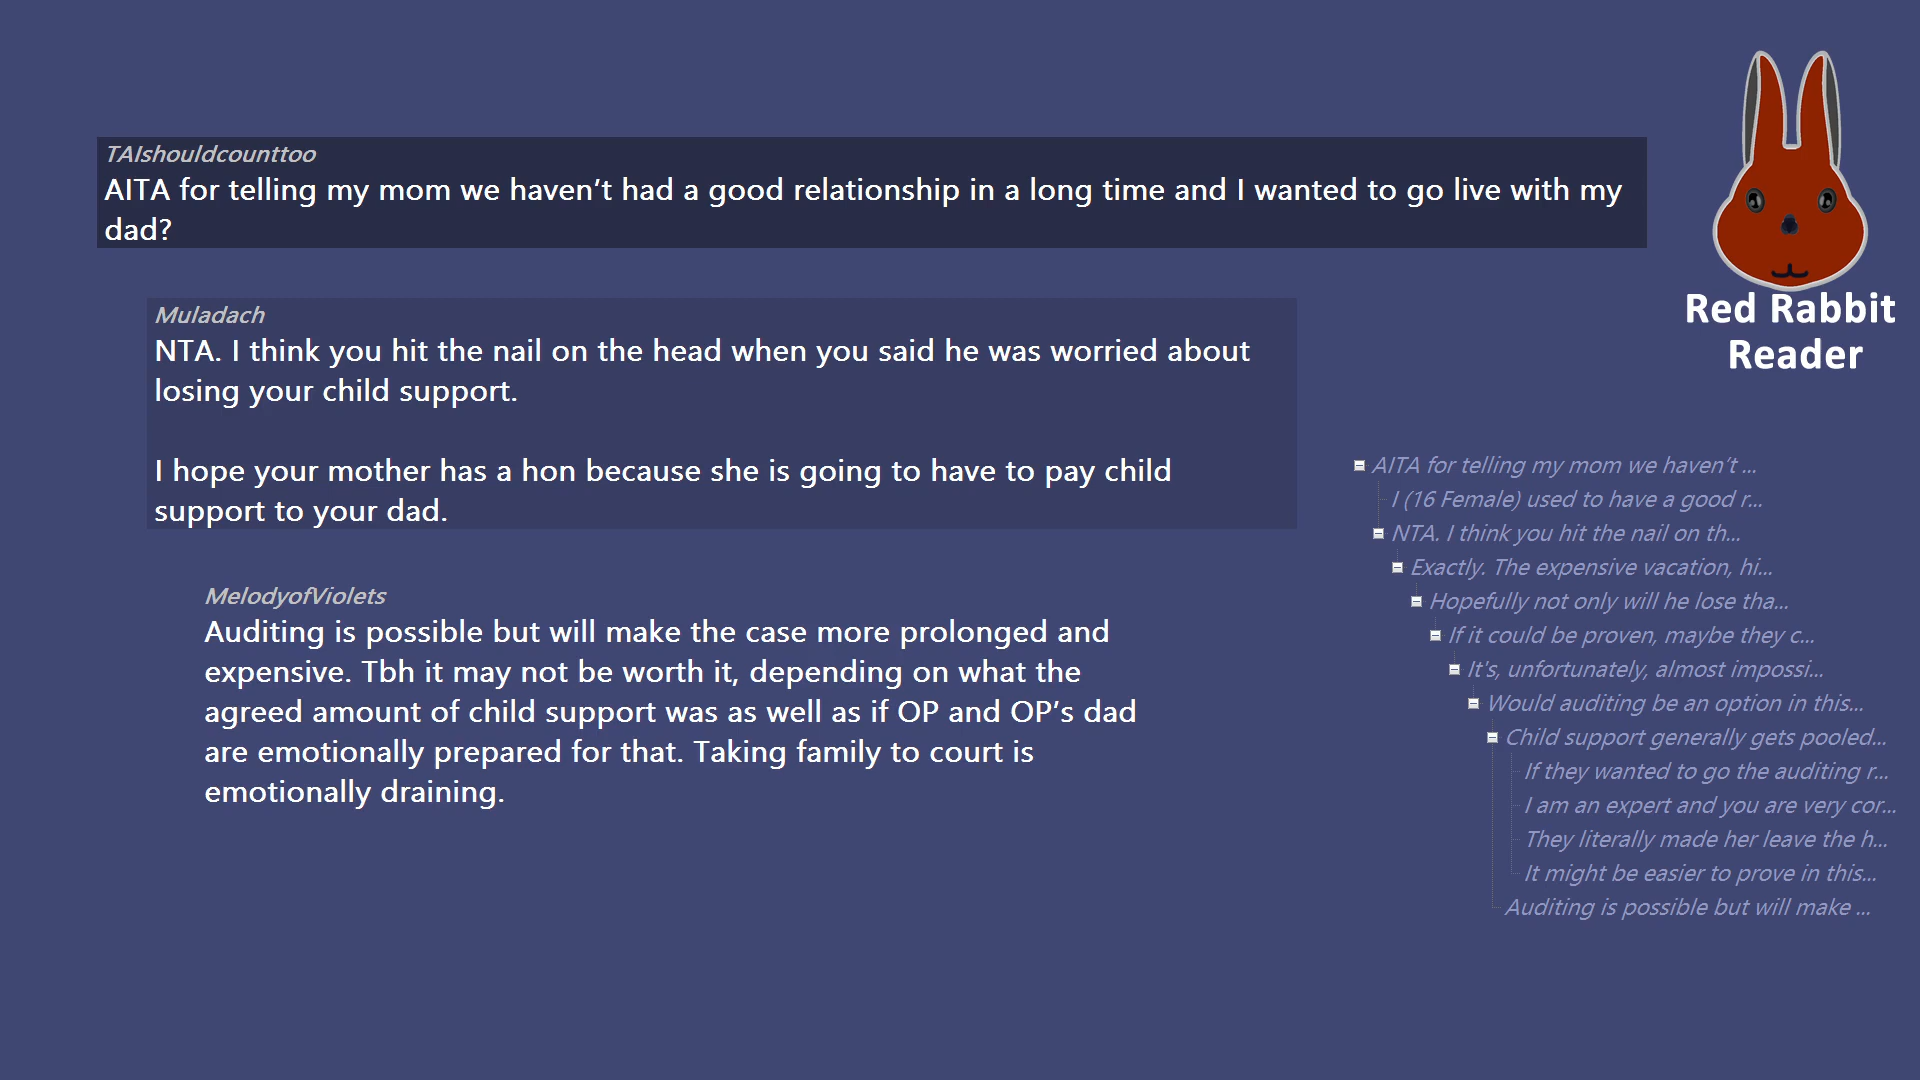 TAIshouldcounttoo
AITA for telling my mom we haven't had a good relationship in a long time and I wanted to go live with my
dad?
Muladach
NTA. I think you hit the nail on the head when you said he was worried about
losing your child support.
I hope your mother has a hon because she is going to have to pay child
support to your dad.
MelodyofViolets
Auditing is possible but will make the case more prolonged and
expensive. Tbh it may not be worth it, depending on what the
agreed amount of child support was as well as if OP and OP's dad
are emotionally prepared for that. Taking family to court is
emotionally draining.
Red Rabbit
Reader
AITA for telling my mom we haven't ...
I (16 Female) used to have a good r...
NTA. I think you hit the nail on th...
Exactly. The expensive vacation, hi...
Hopefully not only will he lose tha...
If it could be proven, maybe they c...
It's, unfortunately, almost impossi...
Would auditing be an option in this...
Child support generally gets pooled...
If they wanted to go the auditing r...
I am an expert and you are very cor...
They literally made her leave the h...
It might be easier to prove in this...
Auditing is possible but will make ...